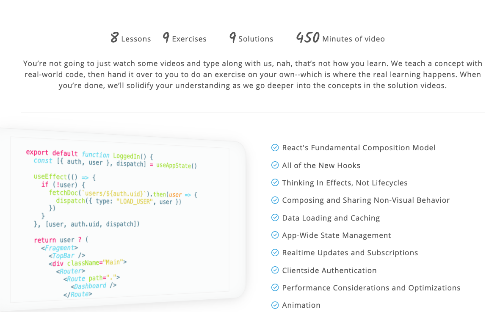 8 Lessons 9 Exercises 9 Solutions 450 Minutes of video
You're not going to just watch some videos and type along with us, nah, that's not how you learn. We teach a concept with
real-world code, then hand it over to you to do an exercise on your own--which is where the real learning happens. When
you're done, we'll solidify your understanding as we go deeper into the concepts in the solution videos.
export default function LoggedIn() {
const [{ auth, user }, dispatch] = useAppState()
useEffect(() => {
if (!user) {
fetchDoc(`users/${auth.uid}`).then(user => {
dispatch({ type: "LOAD_USER", user })
})
}
}, [user, auth.uid, dispatch])
return user ? (
<Fragment>
<TopBar />
<div className="Main">
<Router>
<Route path=".">
<Dashboard />
</Route>
React's Fundamental Composition Model
All of the New Hooks
Thinking In Effects, Not Lifecycles
Composing and Sharing Non-Visual Behavior
Data Loading and Caching
App-Wide State Management
Realtime Updates and Subscriptions
Clientside Authentication
Performance Considerations and Optimizations
Animation